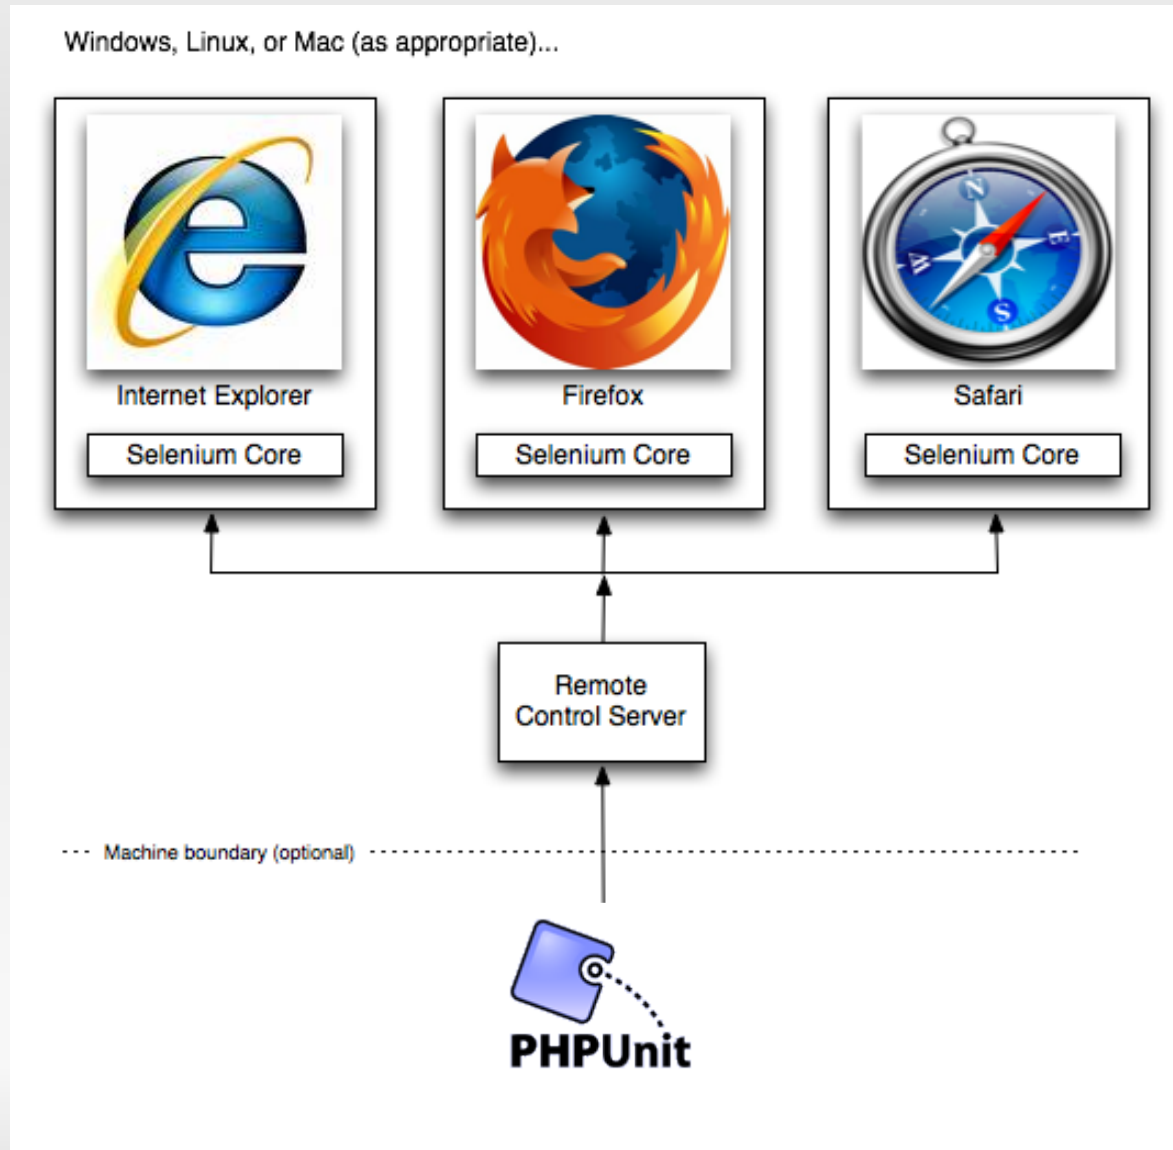 Windows, Linux, or Mac (as appropriate)...
N
E
W
S
Internet Explorer
Firefox
Safari
Selenium Core
Selenium Core
Selenium Core
Remote
Control Server
Machine boundary (optional)
PHPUnit